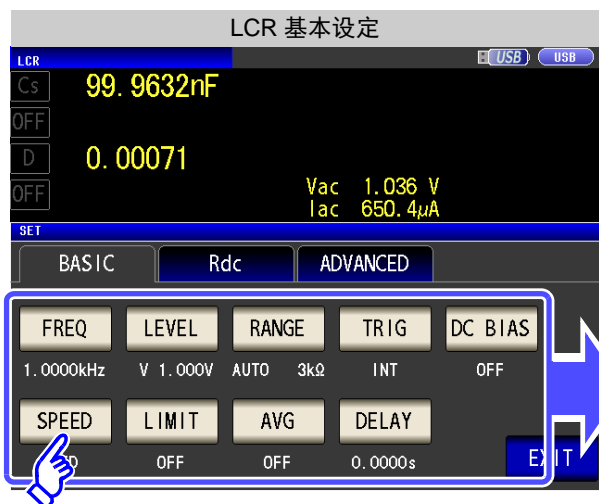 LCR 基本设定
LCR USB USB
Cs 99.9632nF
OFF
D 0.00071
OFF
Vac 1.036 V
Iac 650.4μA
SET
BASIC Rdc ADVANCED
FREQ LEVEL RANGE TRIG DC BIAS
1.0000kHz V 1.000V AUTO 3kΩ INT OFF
SPEED LIMIT AVG DELAY
OFF OFF 0.0000s
EXIT